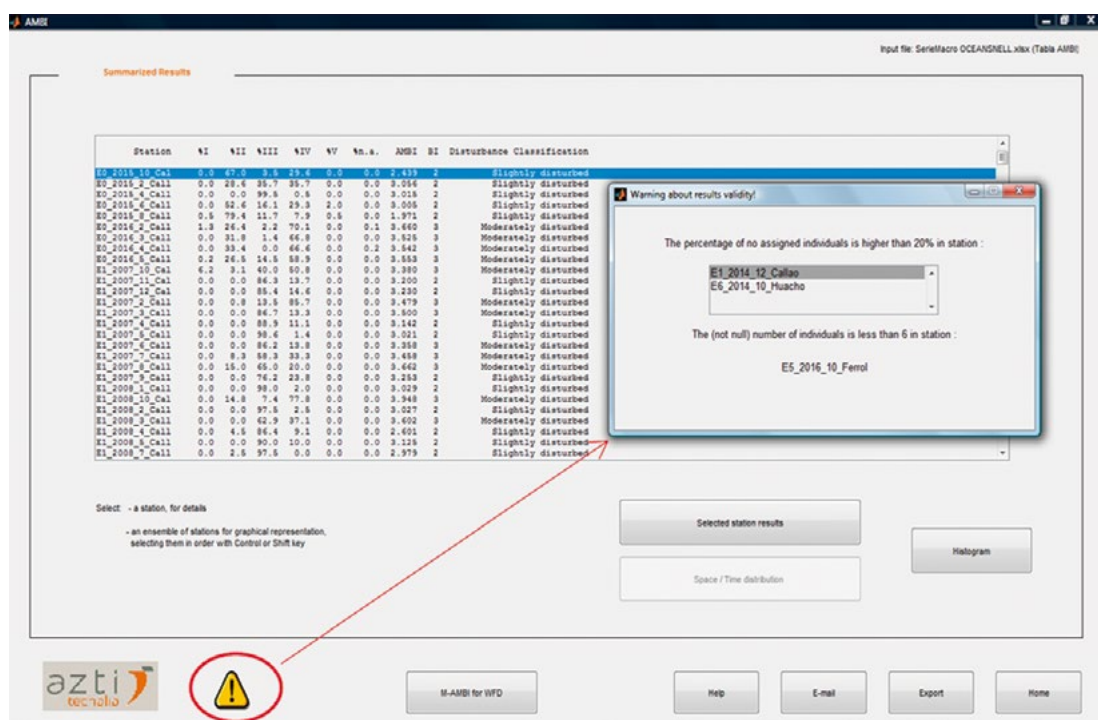 AMBI
Input file: SerieMacro OCEANSNELL.xlsx (Tabla AMBI)
Summarized Results
Station %I %II %III %IV %V %n.a. AMBI BI Disturbance Classification
E0_2015_10_Cal 0.0 67.0 3.5 29.6 0.0 0.0 2.439 2 Slightly disturbed
E0_2015_2_Call 0.0 28.6 35.7 35.7 0.0 0.0 3.056 2 Slightly disturbed
E0_2015_4_Call 0.0 0.0 99.5 0.5 0.0 0.0 3.015 2 Slightly disturbed
E0_2015_6_Call 0.0 52.6 16.1 29.3 2.0 0.0 3.005 2 Slightly disturbed
E0_2015_8_Call 0.5 79.4 11.7 7.9 0.5 0.0 1.971 2 Slightly disturbed
E0_2016_2_Call 1.3 26.4 2.2 70.1 0.0 0.1 3.660 3 Moderately disturbed
E0_2016_3_Call 0.0 31.8 1.4 66.8 0.0 0.0 3.525 3 Moderately disturbed
E0_2016_4_Call 0.0 33.4 0.0 66.6 0.0 0.2 3.542 3 Moderately disturbed
E0_2016_5_Call 0.2 26.5 14.5 58.9 0.0 0.0 3.553 3 Moderately disturbed
E1_2007_10_Cal 6.2 3.1 40.0 50.8 0.0 0.0 3.380 3 Moderately disturbed
E1_2007_11_Cal 0.0 0.0 86.3 13.7 0.0 0.0 3.200 2 Slightly disturbed
E1_2007_12_Cal 0.0 0.0 85.4 14.6 0.0 0.0 3.230 2 Slightly disturbed
E1_2007_2_Call 0.0 0.8 13.5 85.7 0.0 0.0 3.479 3 Moderately disturbed
E1_2007_3_Call 0.0 0.0 86.7 13.3 0.0 0.0 3.500 3 Moderately disturbed
E1_2007_4_Call 0.0 0.0 88.9 11.1 0.0 0.0 3.142 2 Slightly disturbed
E1_2007_5_Call 0.0 0.0 98.6 1.4 0.0 0.0 3.021 2 Slightly disturbed
E1_2007_6_Call 0.0 0.0 86.2 13.8 0.0 0.0 3.358 3 Moderately disturbed
E1_2007_7_Call 0.0 8.3 58.3 33.3 0.0 0.0 3.458 3 Moderately disturbed
E1_2007_8_Call 0.0 15.0 65.0 20.0 0.0 0.0 3.662 3 Moderately disturbed
E1_2007_9_Call 0.0 0.0 76.2 23.8 0.0 0.0 3.253 2 Slightly disturbed
E1_2008_1_Call 0.0 0.0 98.0 2.0 0.0 0.0 3.029 2 Slightly disturbed
E1_2008_10_Cal 0.0 14.8 7.4 77.8 0.0 0.0 3.948 3 Moderately disturbed
E1_2008_2_Call 0.0 0.0 97.5 2.5 0.0 0.0 3.027 2 Slightly disturbed
E1_2008_3_Call 0.0 0.0 62.9 37.1 0.0 0.0 3.602 3 Moderately disturbed
E1_2008_4_Call 0.0 4.5 86.4 9.1 0.0 0.0 2.601 2 Slightly disturbed
E1_2008_5_Call 0.0 0.0 90.0 10.0 0.0 0.0 3.125 2 Slightly disturbed
E1_2008_7_Call 0.0 2.5 97.5 0.0 0.0 0.0 2.979 2 Slightly disturbed
Warning about results validity!
The percentage of no assigned individuals is higher than 20% in station :
E1_2014_12_Callao
E6_2014_10_Huacho
The (not null) number of individuals is less than 6 in station :
E5_2016_10_Ferrol
Select: - a station, for details
- an ensemble of stations for graphical representation,
selecting them in order with Control or Shift key
Selected station results
Space / Time distribution
Histogram
azti
tecnalia
M-AMBI for WFD
Help
E-mail
Export
Home